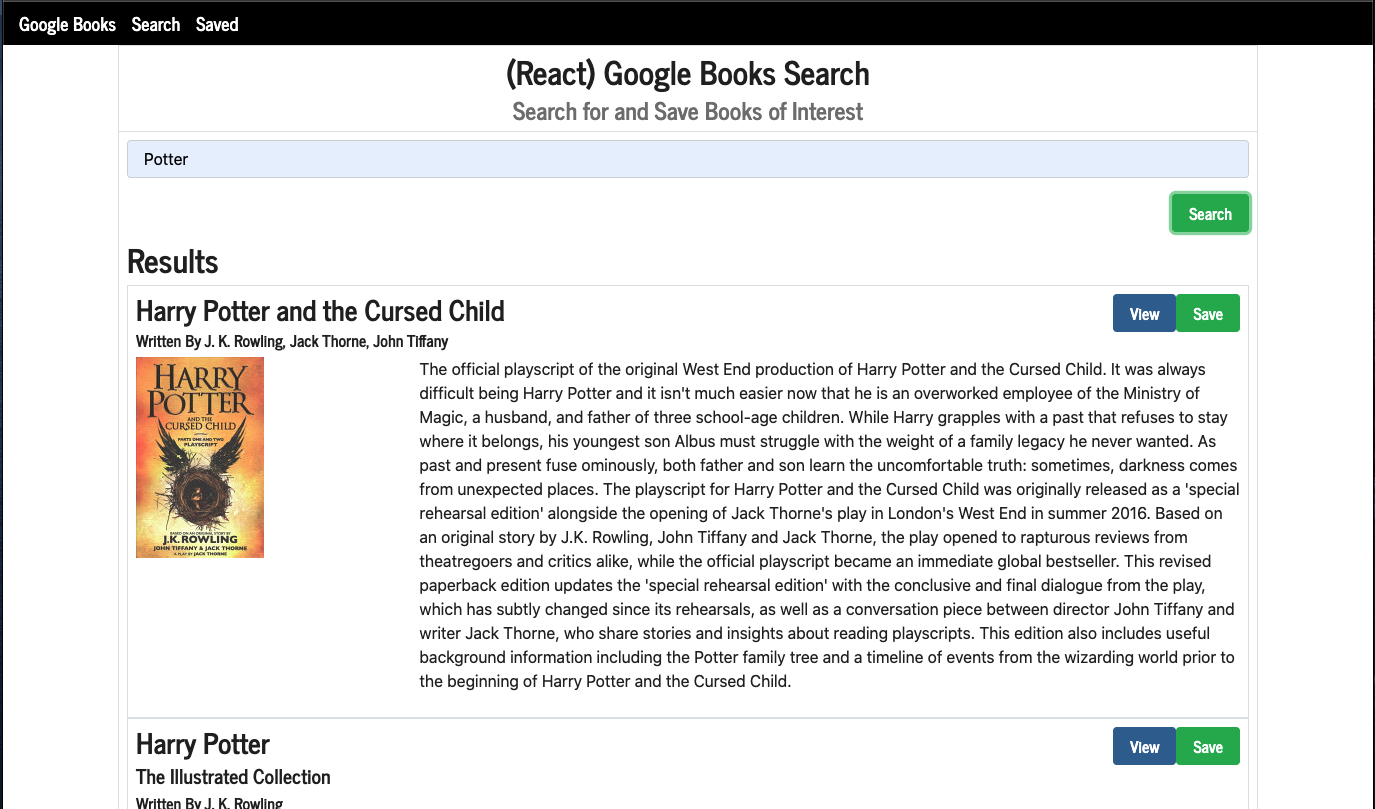 Google Books Search Saved
(React) Google Books Search
Search for and Save Books of Interest
Potter
Search
Results
Harry Potter and the Cursed Child
View Save
Written By J. K. Rowling, Jack Thorne, John Tiffany
HARRY
POTTER
AND THE
CURSED CHILD
PARTS ONE AND TWO
PLAYSCRIPT
BASED ON AN ORIGINAL STORY BY
J.K.ROWLING
JOHN TIFFANY & JACK THORNE
A PLAY BY JACK THORNE
The official playscript of the original West End production of Harry Potter and the Cursed Child. It was always
difficult being Harry Potter and it isn't much easier now that he is an overworked employee of the Ministry of
Magic, a husband, and father of three school-age children. While Harry grapples with a past that refuses to stay
where it belongs, his youngest son Albus must struggle with the weight of a family legacy he never wanted. As
past and present fuse ominously, both father and son learn the uncomfortable truth: sometimes, darkness comes
from unexpected places. The playscript for Harry Potter and the Cursed Child was originally released as a 'special
rehearsal edition' alongside the opening of Jack Thorne's play in London's West End in summer 2016. Based on
an original story by J.K. Rowling, John Tiffany and Jack Thorne, the play opened to rapturous reviews from
theatregoers and critics alike, while the official playscript became an immediate global bestseller. This revised
paperback edition updates the 'special rehearsal edition' with the conclusive and final dialogue from the play,
which has subtly changed since its rehearsals, as well as a conversation piece between director John Tiffany and
writer Jack Thorne, who share stories and insights about reading playscripts. This edition also includes useful
background information including the Potter family tree and a timeline of events from the wizarding world prior to
the beginning of Harry Potter and the Cursed Child.
Harry Potter
View Save
The Illustrated Collection
Written By J. K. Rowling